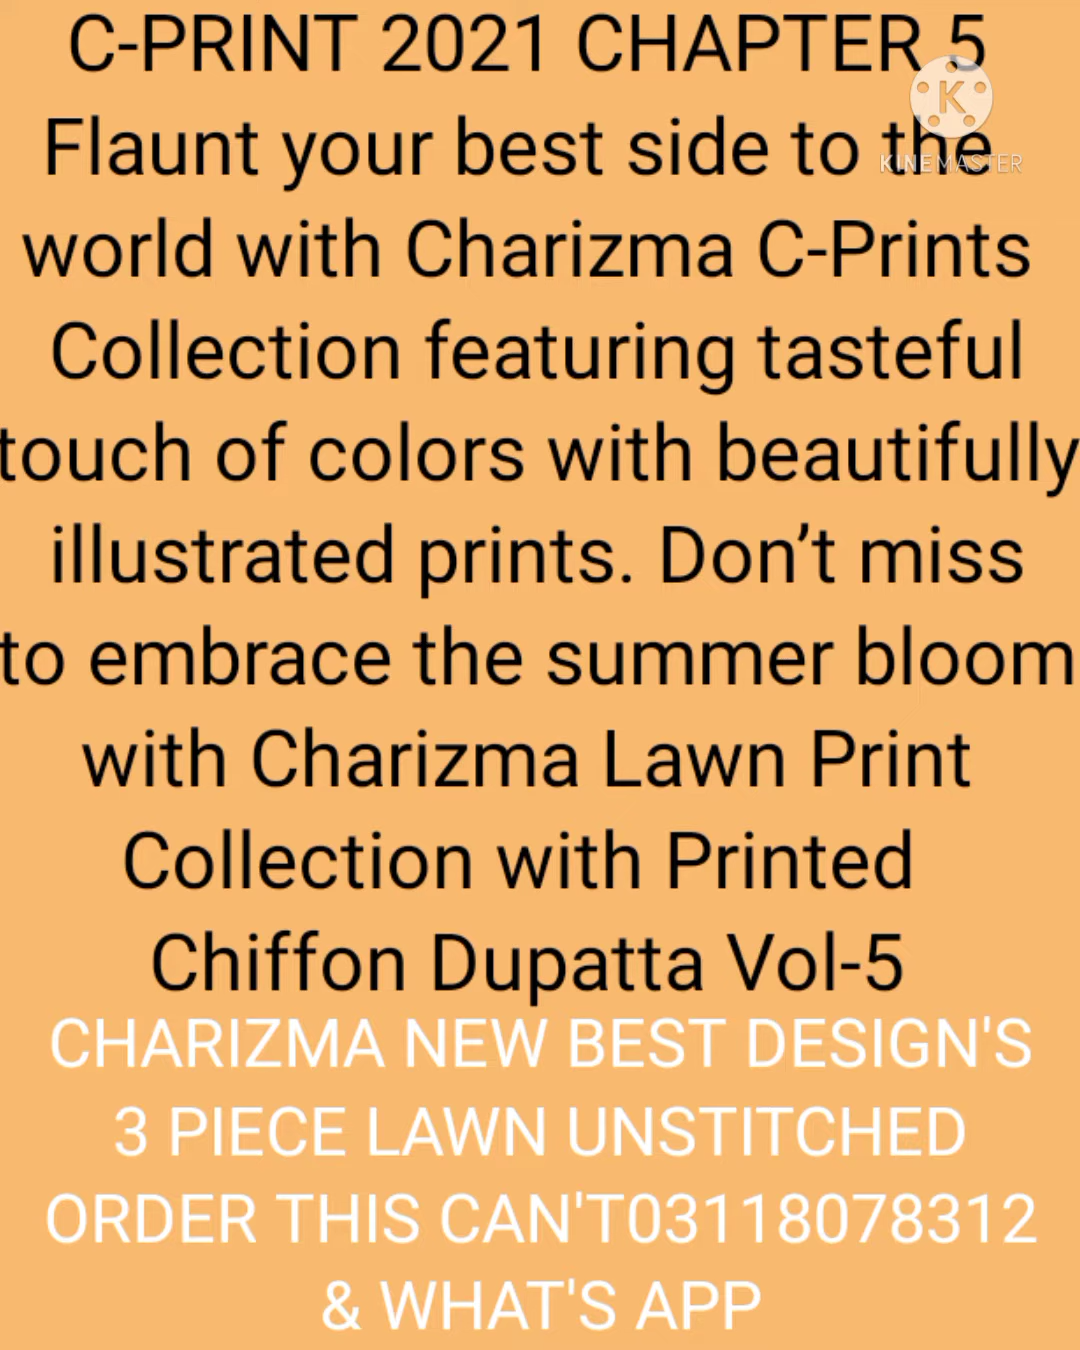 C-PRINT 2021 CHAPTER 5
Flaunt your best side to the
K
KINEMASTER
world with Charizma C-Prints
Collection featuring tasteful
touch of colors with beautifully
illustrated prints. Don’t miss
to embrace the summer bloom
with Charizma Lawn Print
Collection with Printed
Chiffon Dupatta Vol-5
CHARIZMA NEW BEST DESIGN'S
3 PIECE LAWN UNSTITCHED
ORDER THIS CAN'T03118078312
& WHAT'S APP